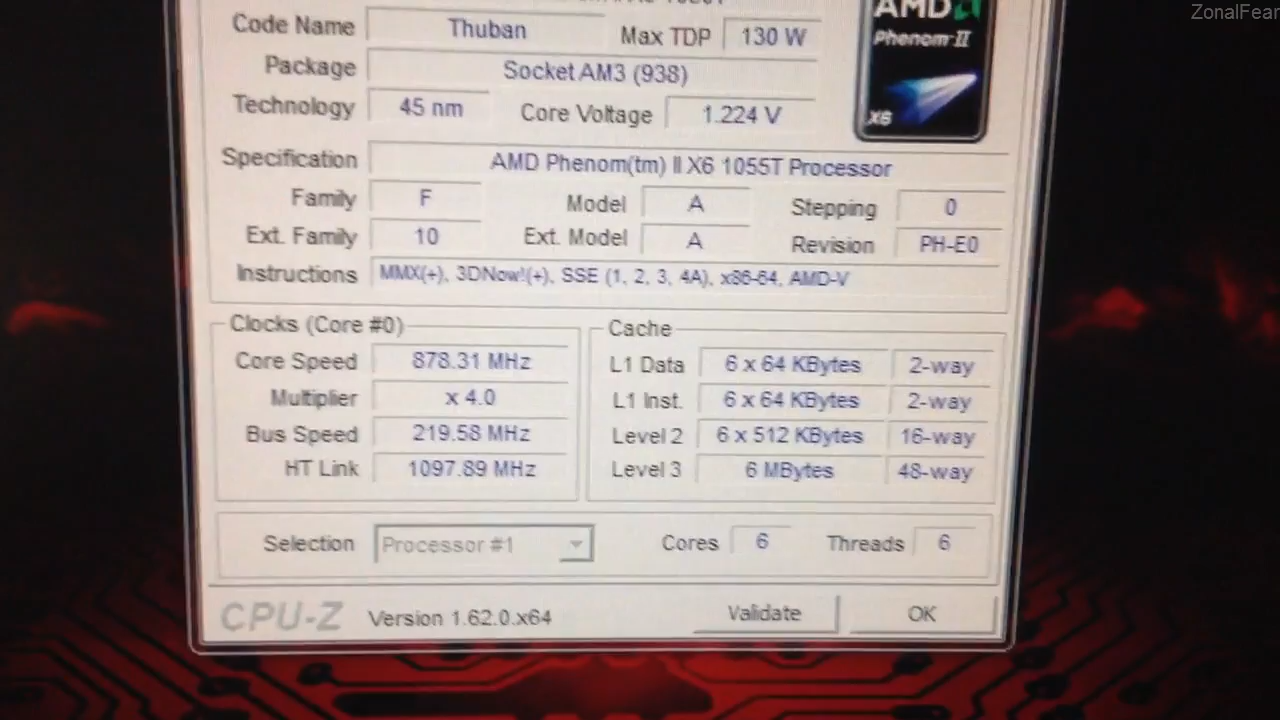 ZonalFear
AMD
Phenom II
X6
Code Name Thuban Max TDP 130 W
Package Socket AM3 (938)
Technology 45 nm Core Voltage 1.224 V
Specification AMD Phenom(tm) II X6 1055T Processor
Family F Model A Stepping 0
Ext. Family 10 Ext. Model A Revision PH-E0
Instructions MMX(+), 3DNow!(+), SSE (1, 2, 3, 4A), x86-64, AMD-V
Clocks (Core #0) Cache
Core Speed 878.31 MHz L1 Data 6 x 64 KBytes 2-way
Multiplier x 4.0 L1 Inst. 6 x 64 KBytes 2-way
Bus Speed 219.58 MHz Level 2 6 x 512 KBytes 16-way
HT Link 1097.89 MHz Level 3 6 MBytes 48-way
Selection Processor #1 Cores 6 Threads 6
CPU-Z Version 1.62.0.x64 Validate OK